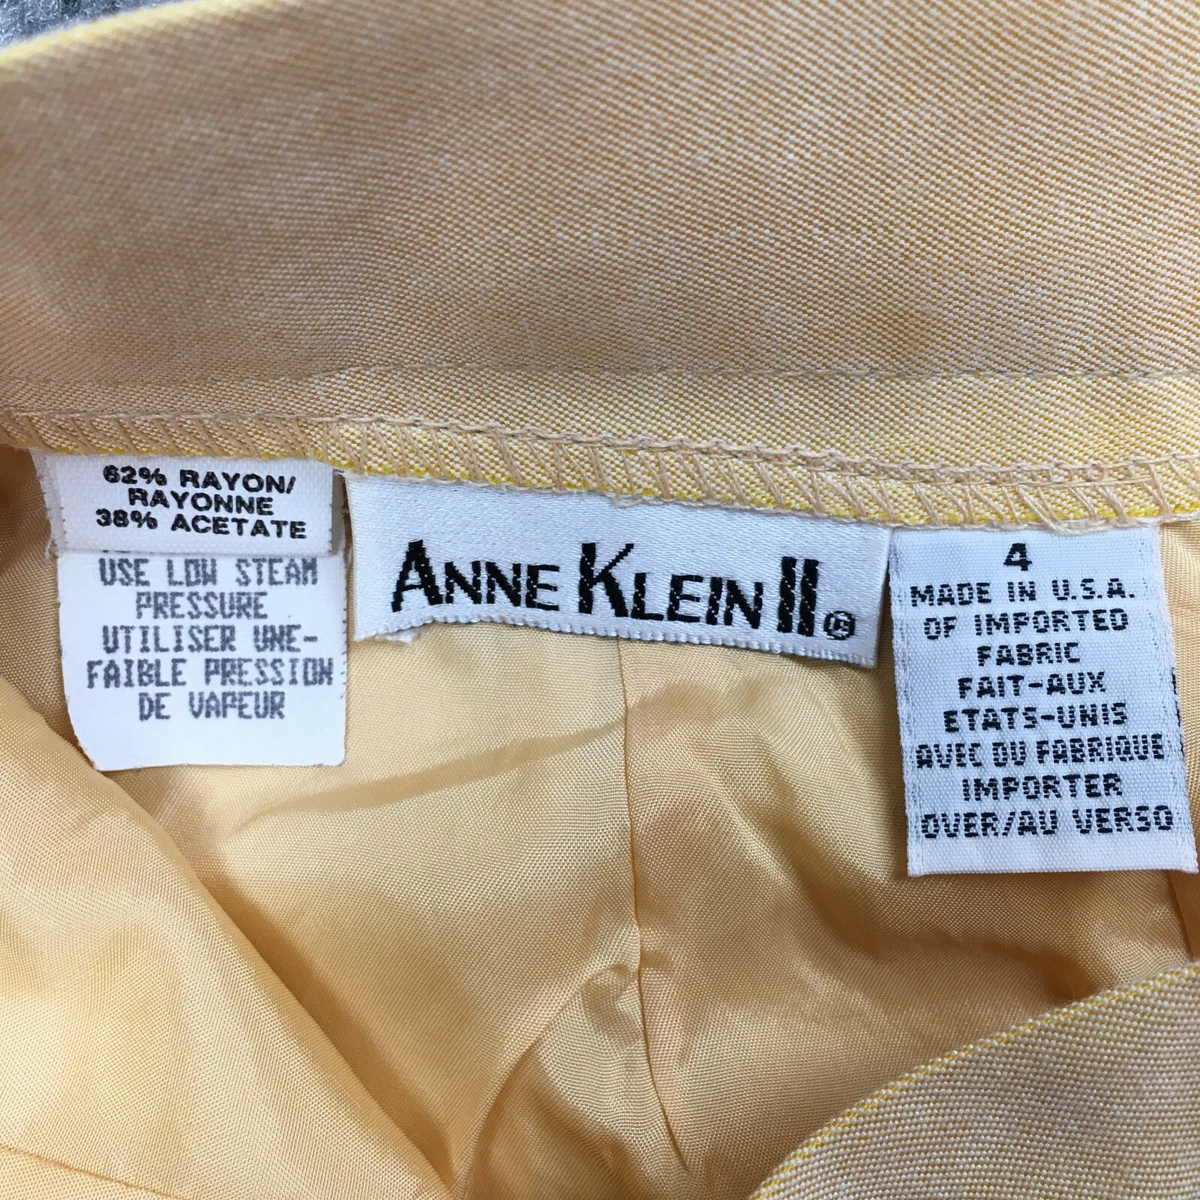 62% RAYON/
RAYONNE
38% ACETATE
USE LOW STEAM
PRESSURE
UTILISER UNE-
FAIBLE PRESSION
DE VAPEUR
ANNE KLEIN II®
4
MADE IN U.S.A.
OF IMPORTED
FABRIC
FAIT-AUX
ETATS-UNIS
AVEC DU FABRIQUE
IMPORTER
OVER/AU VERSO